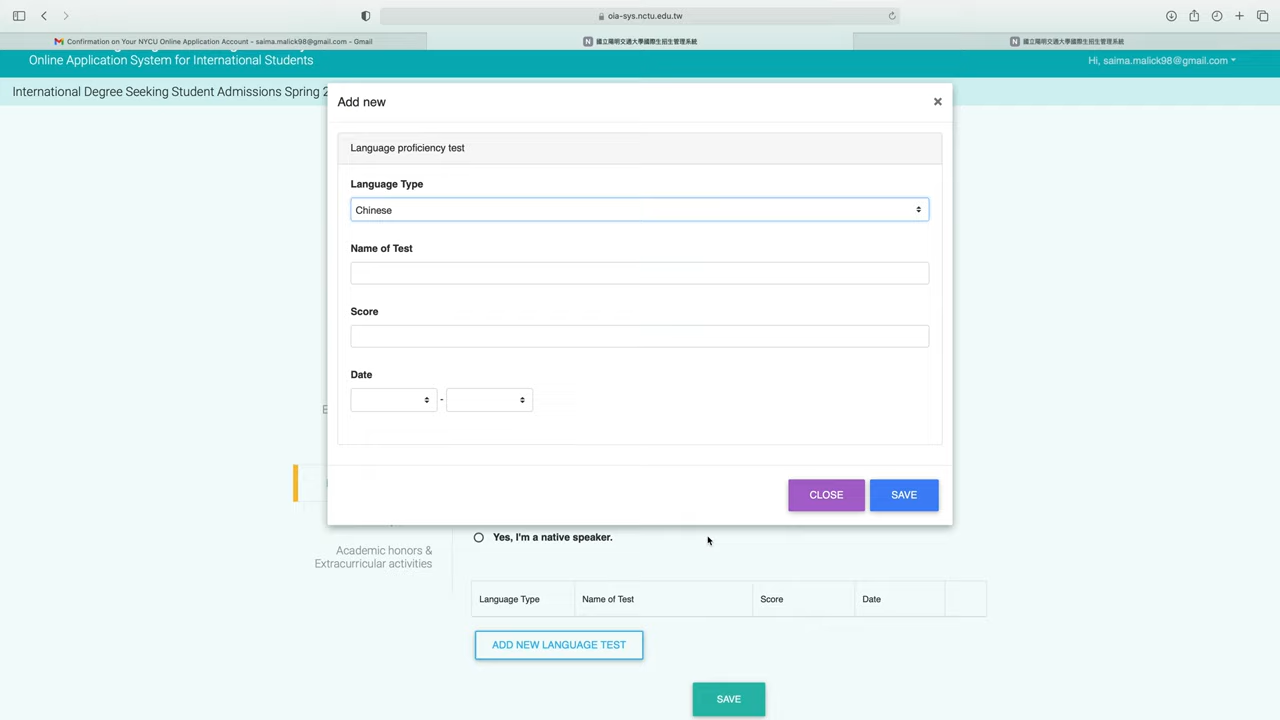 oia-sys.nctu.edu.tw
Confirmation on Your NYCU Online Application Account - saima.malick98@gmail.com - Gmail
N 國立陽明交通大學國際生招生管理系統
N 國立陽明交通大學國際生招生管理系統
Online Application System for International Students
Hi, saima.malick98@gmail.com
International Degree Seeking Student Admissions Spring 2
Add new
×
Language proficiency test
Language Type
Chinese
Name of Test
Score
Date
-
CLOSE
SAVE
Yes, I'm a native speaker.
Academic honors &
Extracurricular activities
Language Type
Name of Test
Score
Date
ADD NEW LANGUAGE TEST
SAVE